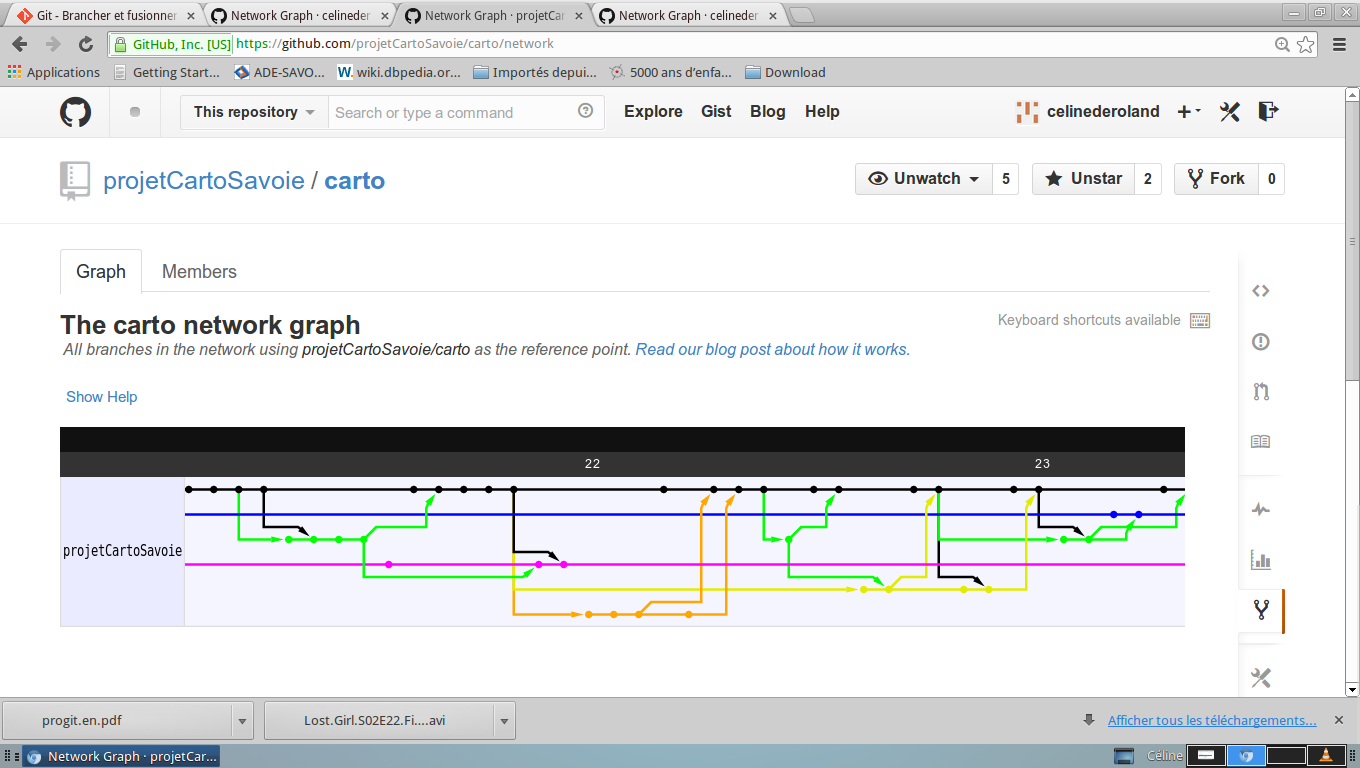 Git - Brancher et fusionner
Network Graph · celineder
Network Graph · projetCar
Network Graph · celineder
GitHub, Inc. [US] https://github.com/projetCartoSavoie/carto/network
Applications Getting Start... ADE-SAVO... wiki.dbpedia.or... Importés depui... 5000 ans d'enfa... Download
This repository Search or type a command Explore Gist Blog Help celinederoland
projetCartoSavoie / carto Unwatch 5 Unstar 2 Fork 0
Graph Members
The carto network graph Keyboard shortcuts available
All branches in the network using projetCartoSavoie/carto as the reference point. Read our blog post about how it works.
Show Help
22 23
projetCartoSavoie
progit.en.pdf Lost.Girl.S02E22.Fi....avi Afficher tous les téléchargements...
Network Graph · projetCar... Céline